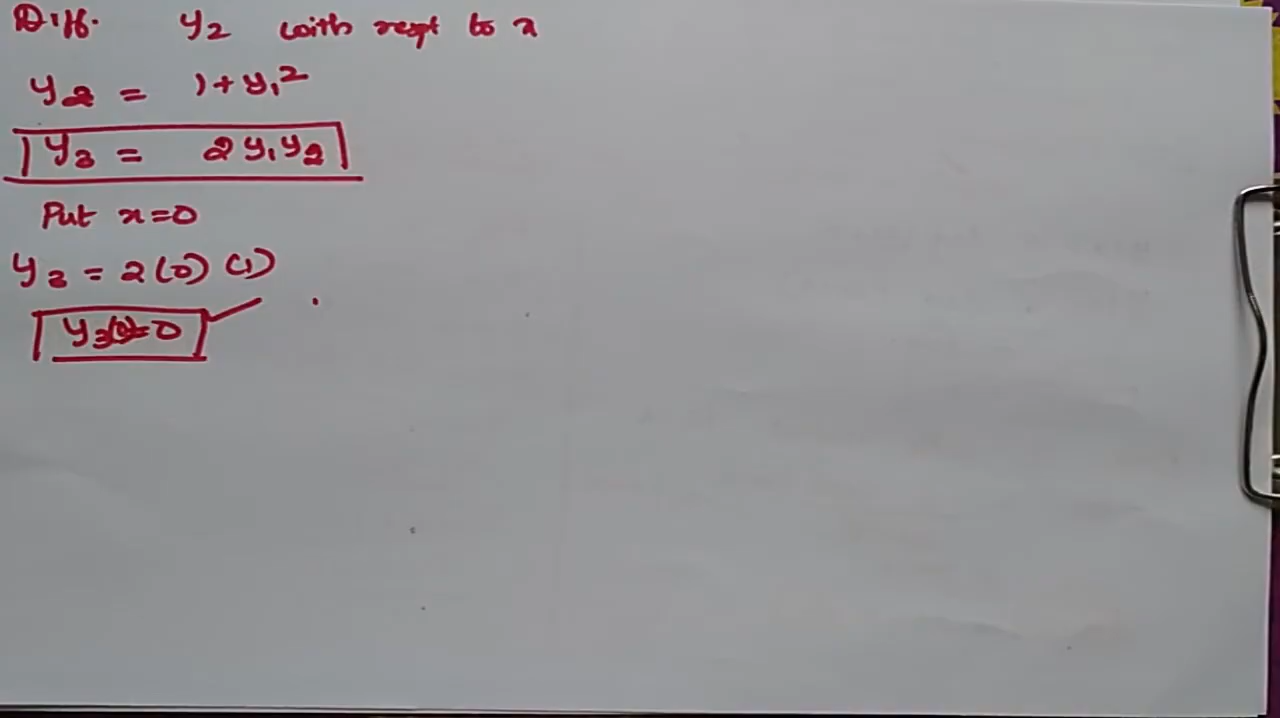 Diff. y₂ with respt to x
y₂ = 1+y₁²
y₃ = 2y₁y₂
Put x=0
y₃ = 2(0) (1)
y₃(0)=0